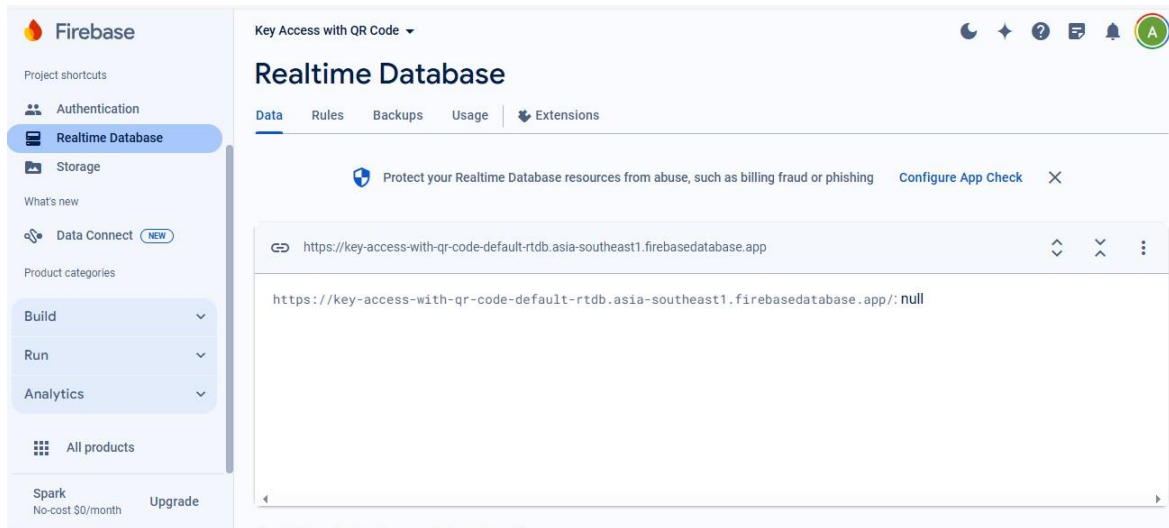 Firebase
Project shortcuts
Authentication
Realtime Database
Storage
What's new
Data Connect NEW
Product categories
Build
Run
Analytics
All products
Spark
No-cost $0/month
Upgrade
Key Access with QR Code
A
Realtime Database
Data Rules Backups Usage Extensions
Protect your Realtime Database resources from abuse, such as billing fraud or phishing Configure App Check
https://key-access-with-qr-code-default-rtdb.asia-southeast1.firebasedatabase.app
https://key-access-with-qr-code-default-rtdb.asia-southeast1.firebasedatabase.app/: null